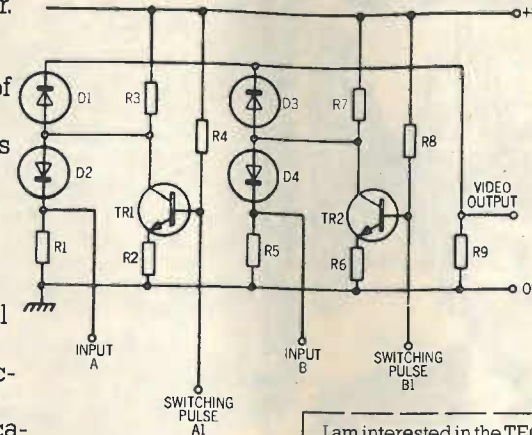 r.
of
s
l
c-
ca-
+
D1
R3
D3
R7
R4
R8
D2
D4
TR1
TR2
VIDEO
OUTPUT
R1
R2
R5
R6
R9
0
INPUT
A
INPUT
B
SWITCHING
PULSE
A1
SWITCHING
PULSE
B1
I am interested in the TEC